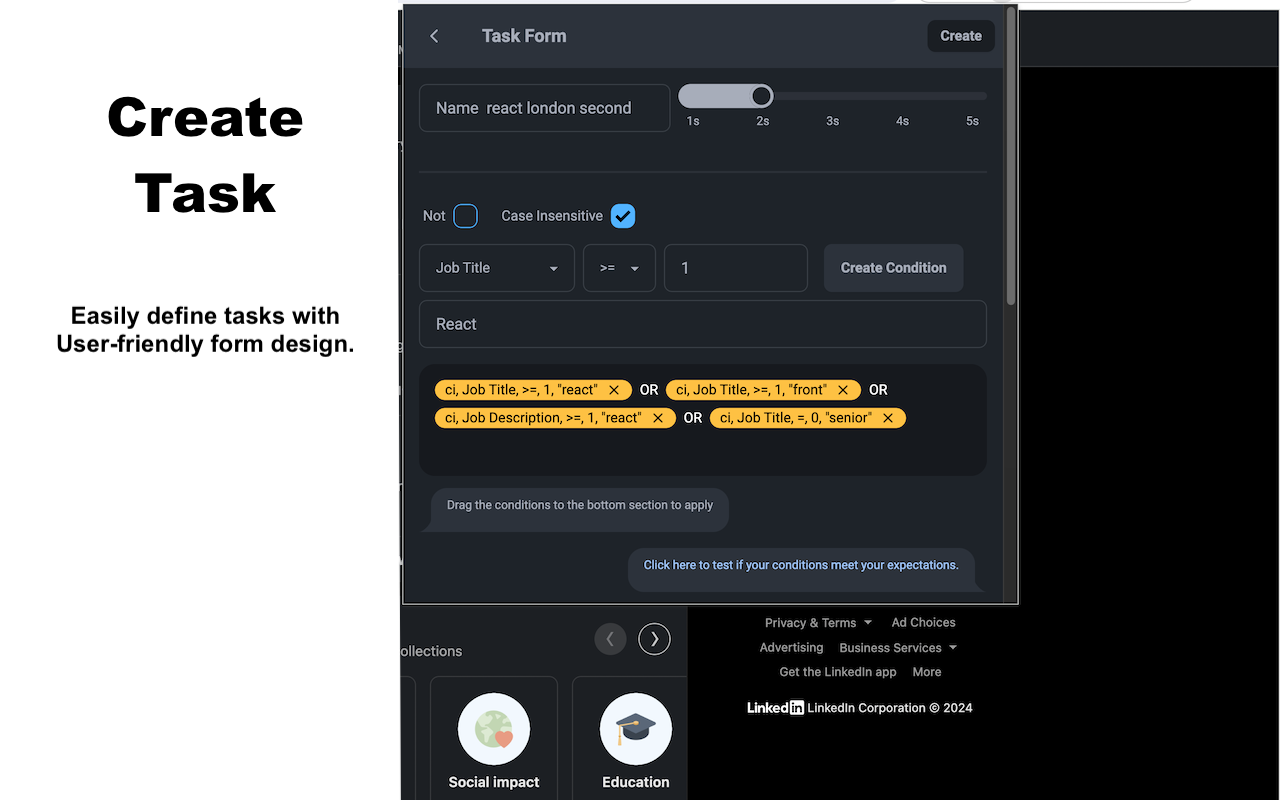 Create
Task
Easily define tasks with
User-friendly form design.
Task Form
Create
Name react london second
1s 2s 3s 4s 5s
Not Case Insensitive
Job Title >= 1 Create Condition
React
ci, Job Title, >=, 1, "react" OR ci, Job Title, >=, 1, "front" OR
ci, Job Description, >=, 1, "react" OR ci, Job Title, =, 0, "senior"
Drag the conditions to the bottom section to apply
Click here to test if your conditions meet your expectations.
ollections
Social impact
Education
Privacy & Terms Ad Choices
Advertising Business Services
Get the LinkedIn app More
LinkedIn LinkedIn Corporation © 2024